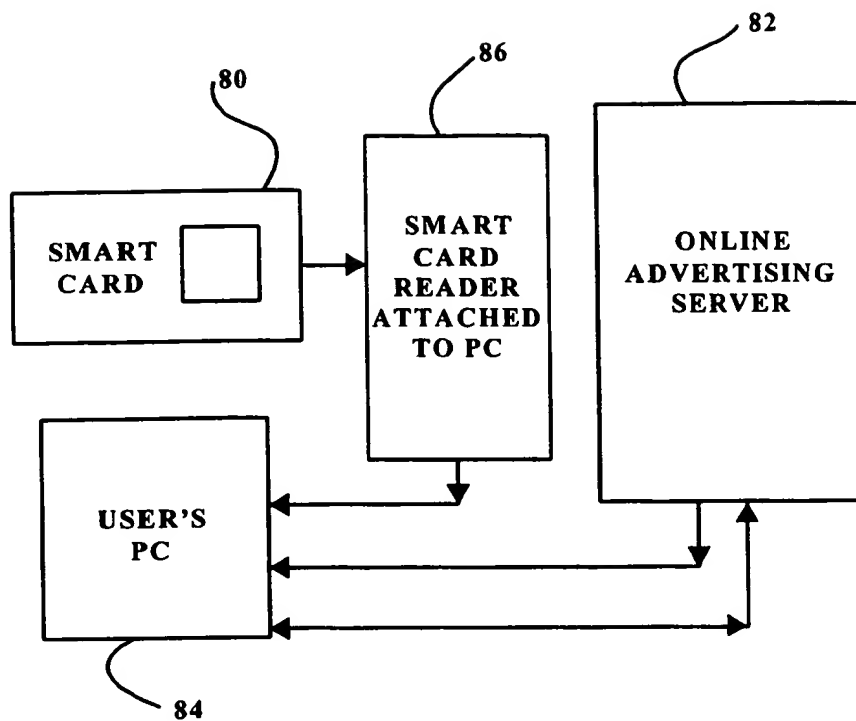 82
86
80
SMART
CARD
SMART
CARD
READER
ATTACHED
TO PC
ONLINE
ADVERTISING
SERVER
USER'S
PC
84